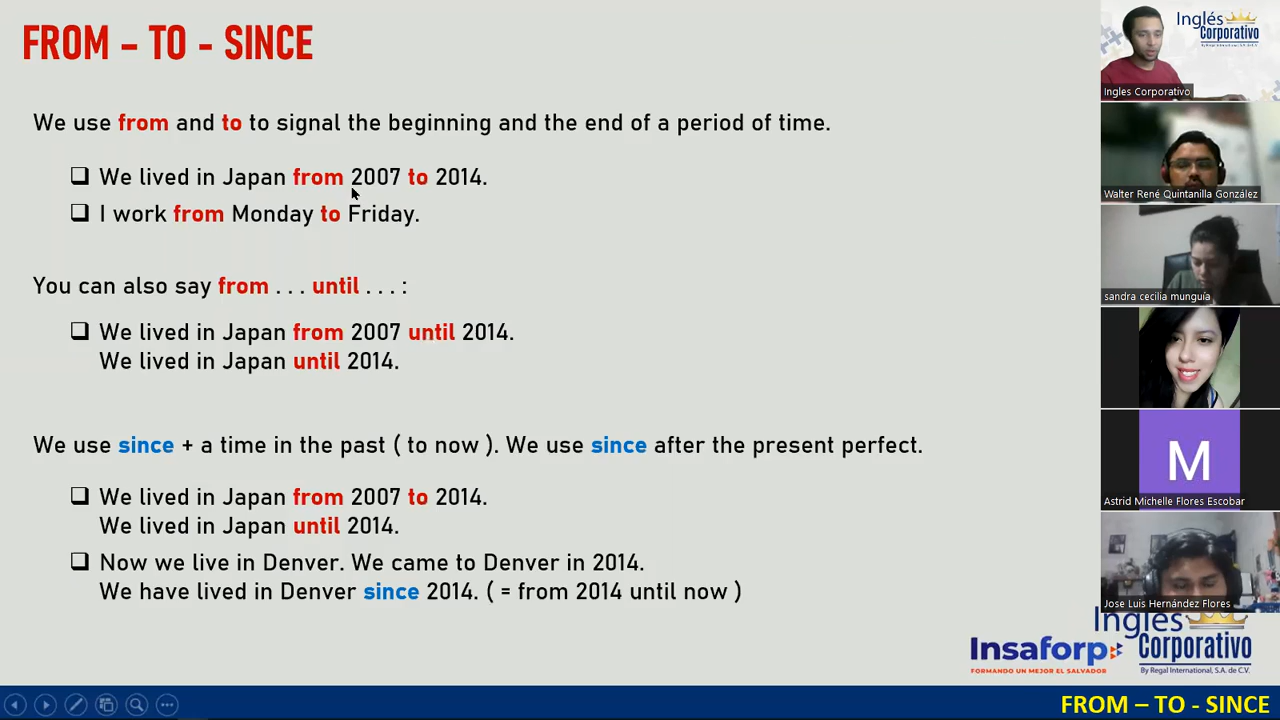 FROM – TO - SINCE
We use from and to to signal the beginning and the end of a period of time.
We lived in Japan from 2007 to 2014.
I work from Monday to Friday.
You can also say from . . . until . . . :
We lived in Japan from 2007 until 2014.
We lived in Japan until 2014.
We use since + a time in the past ( to now ). We use since after the present perfect.
We lived in Japan from 2007 to 2014.
We lived in Japan until 2014.
Now we live in Denver. We came to Denver in 2014.
We have lived in Denver since 2014. ( = from 2014 until now )
Inglés
Corporativo
By Regal International, S.A. de C.V.
Ingles Corporativo
Walter René Quintanilla González
sandra cecilia munguía
M
Astrid Michelle Flores Escobar
Jose Luis Hernández Flores
Inglés
Corporativo
By Regal International, S.A. de C.V.
Insaforp
FORMANDO UN MEJOR EL SALVADOR
FROM – TO - SINCE